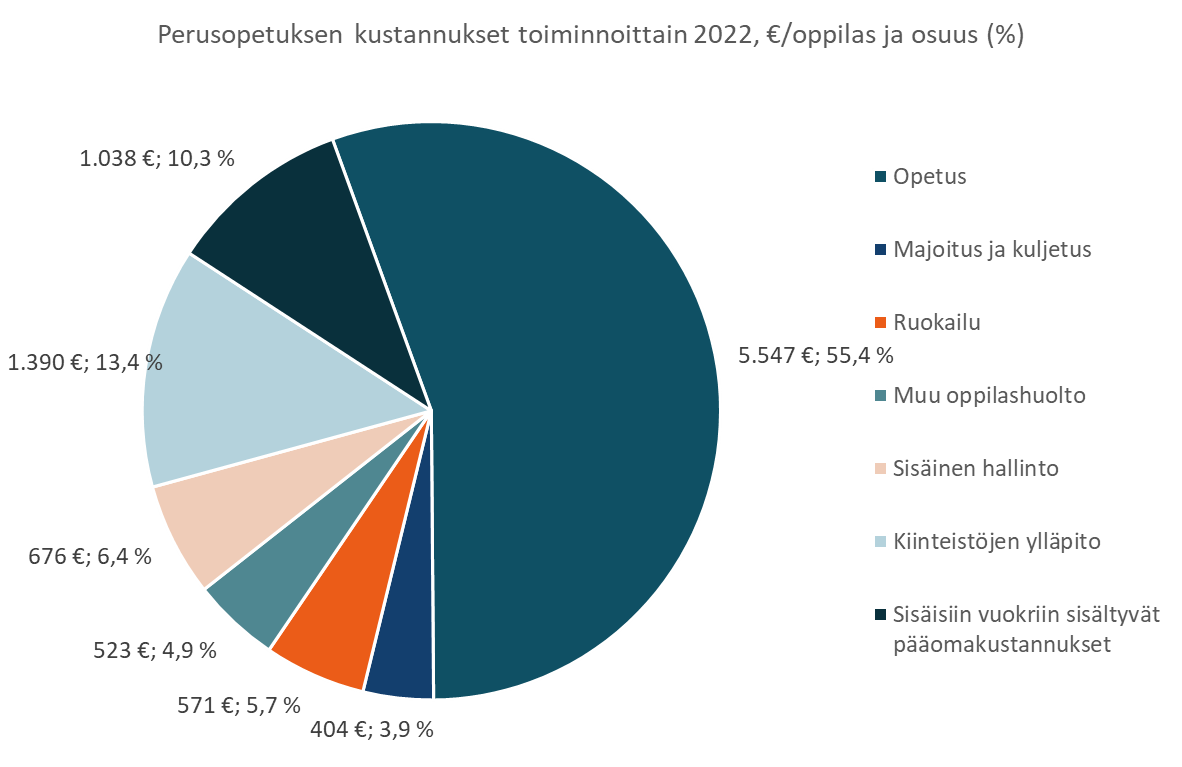 Perusopetuksen kustannukset toiminnoittain 2022, €/oppilas ja osuus (%)
1.038 €; 10,3 %
1.390 €; 13,4 %
676 €; 6,4 %
523 €; 4,9 %
571 €; 5,7 %
404 €; 3,9 %
5.547 €; 55,4 %
Opetus
Majoitus ja kuljetus
Ruokailu
Muu oppilashuolto
Sisäinen hallinto
Kiinteistöjen ylläpito
Sisäisiin vuokriin sisältyvät
pääomakustannukset